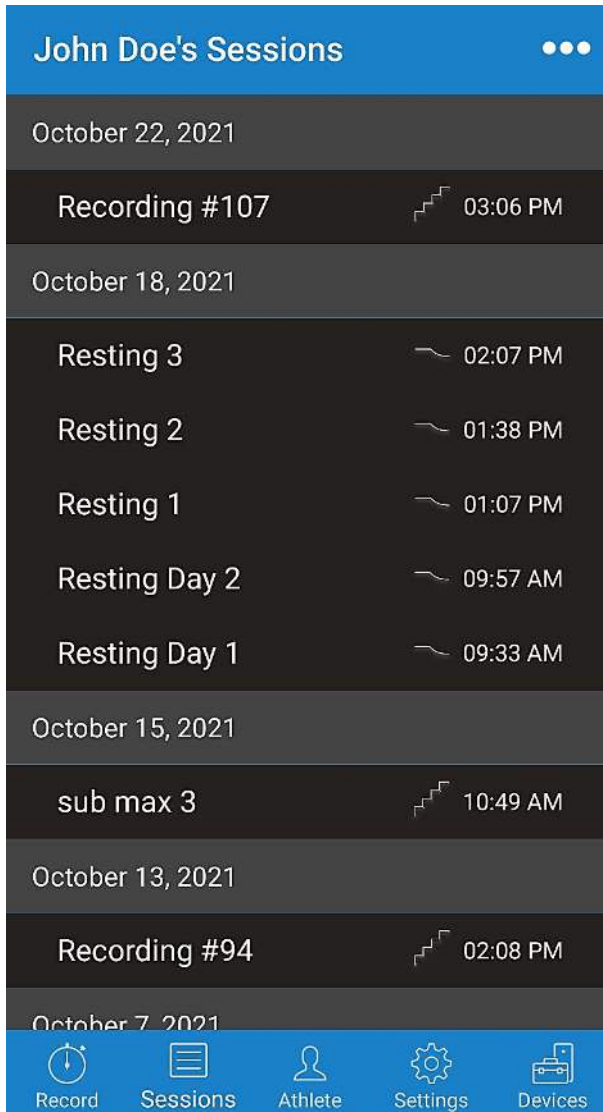 John Doe's Sessions
October 22, 2021
Recording #107 03:06 PM
October 18, 2021
Resting 3 02:07 PM
Resting 2 01:38 PM
Resting 1 01:07 PM
Resting Day 2 09:57 AM
Resting Day 1 09:33 AM
October 15, 2021
sub max 3 10:49 AM
October 13, 2021
Recording #94 02:08 PM
October 7, 2021
Record Sessions Athlete Settings Devices